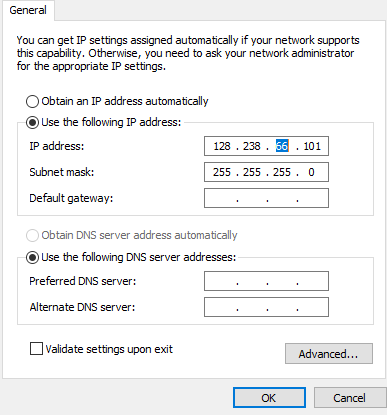 General
You can get IP settings assigned automatically if your network supports
this capability. Otherwise, you need to ask your network administrator
for the appropriate IP settings.
Obtain an IP address automatically
Use the following IP address:
IP address: 128 . 238 . 66 . 101
Subnet mask: 255 . 255 . 255 . 0
Default gateway: . . .
Obtain DNS server address automatically
Use the following DNS server addresses:
Preferred DNS server: . . .
Alternate DNS server: . . .
Validate settings upon exit
Advanced...
OK Cancel